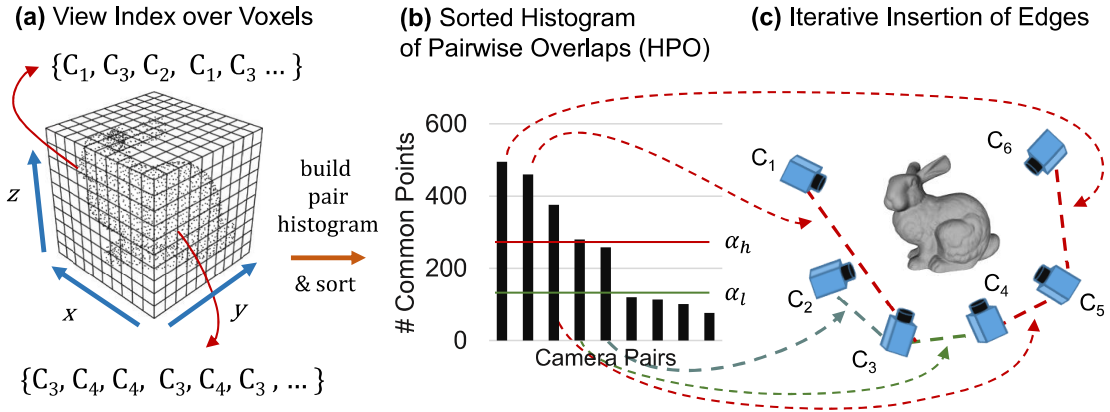 (a) View Index over Voxels
{C₁, C₃, C₂, C₁, C₃ … }
z
x
y
{C₃, C₄, C₄, C₃, C₄, C₃ , … }
build
pair
histogram
& sort
(b) Sorted Histogram
of Pairwise Overlaps (HPO)
# Common Points
600
400
200
0
αₕ
αₗ
Camera Pairs
(c) Iterative Insertion of Edges
C₁
C₆
C₂
C₄
C₅
C₃